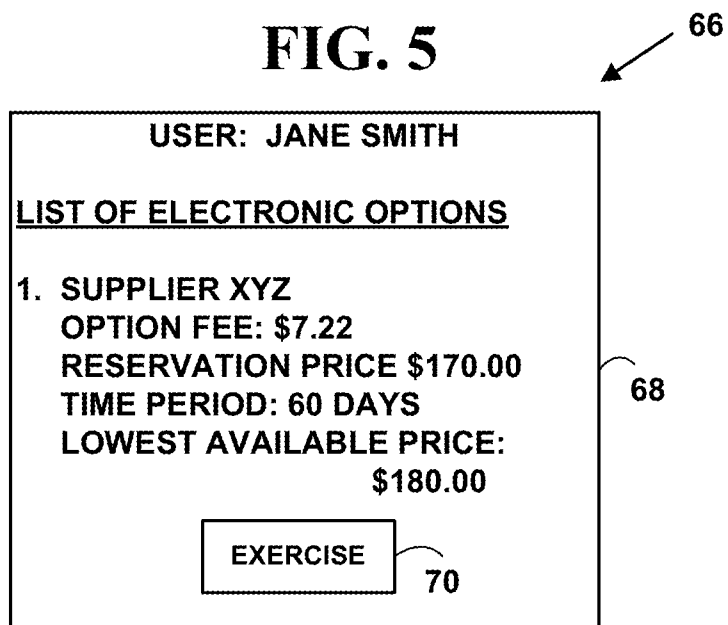 FIG. 5
66
USER: JANE SMITH
LIST OF ELECTRONIC OPTIONS
1. SUPPLIER XYZ
OPTION FEE: $7.22
RESERVATION PRICE $170.00
TIME PERIOD: 60 DAYS
LOWEST AVAILABLE PRICE:
$180.00
68
EXERCISE
70